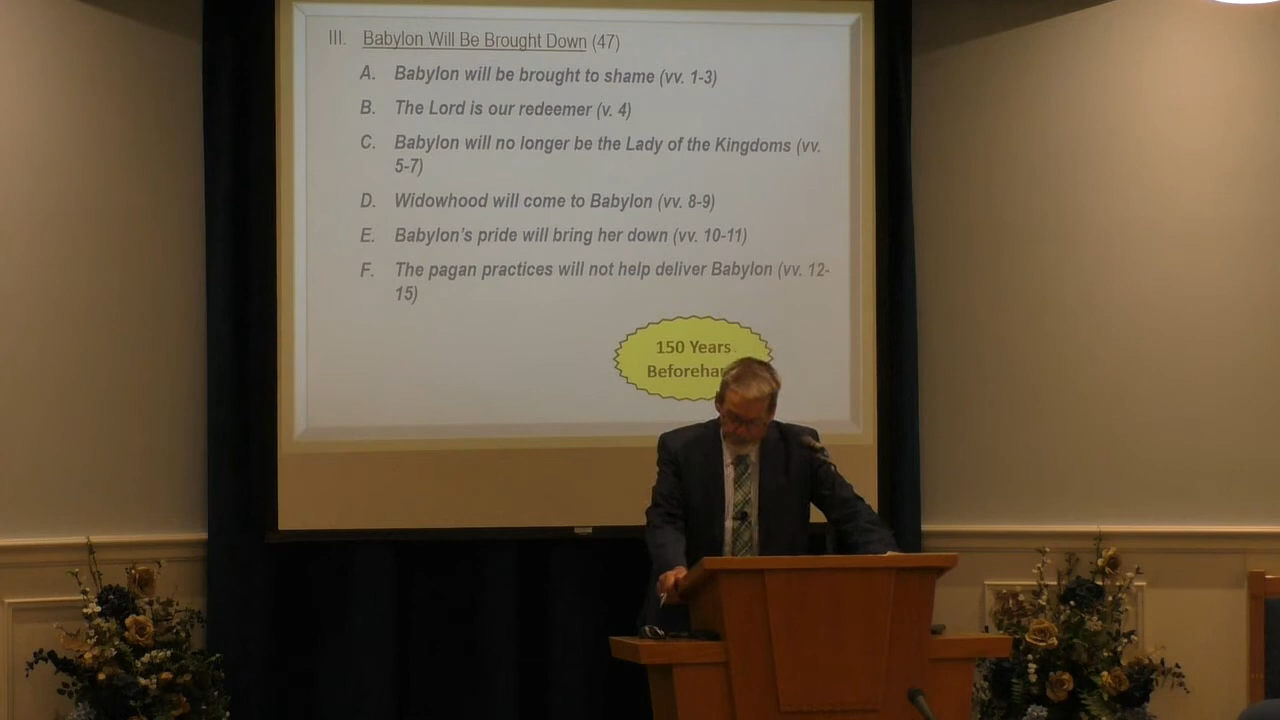 III. Babylon Will Be Brought Down (47)
A. Babylon will be brought to shame (vv. 1-3)
B. The Lord is our redeemer (v. 4)
C. Babylon will no longer be the Lady of the Kingdoms (vv.
5-7)
D. Widowhood will come to Babylon (vv. 8-9)
E. Babylon's pride will bring her down (vv. 10-11)
F. The pagan practices will not help deliver Babylon (vv. 12-
15)
150 Years